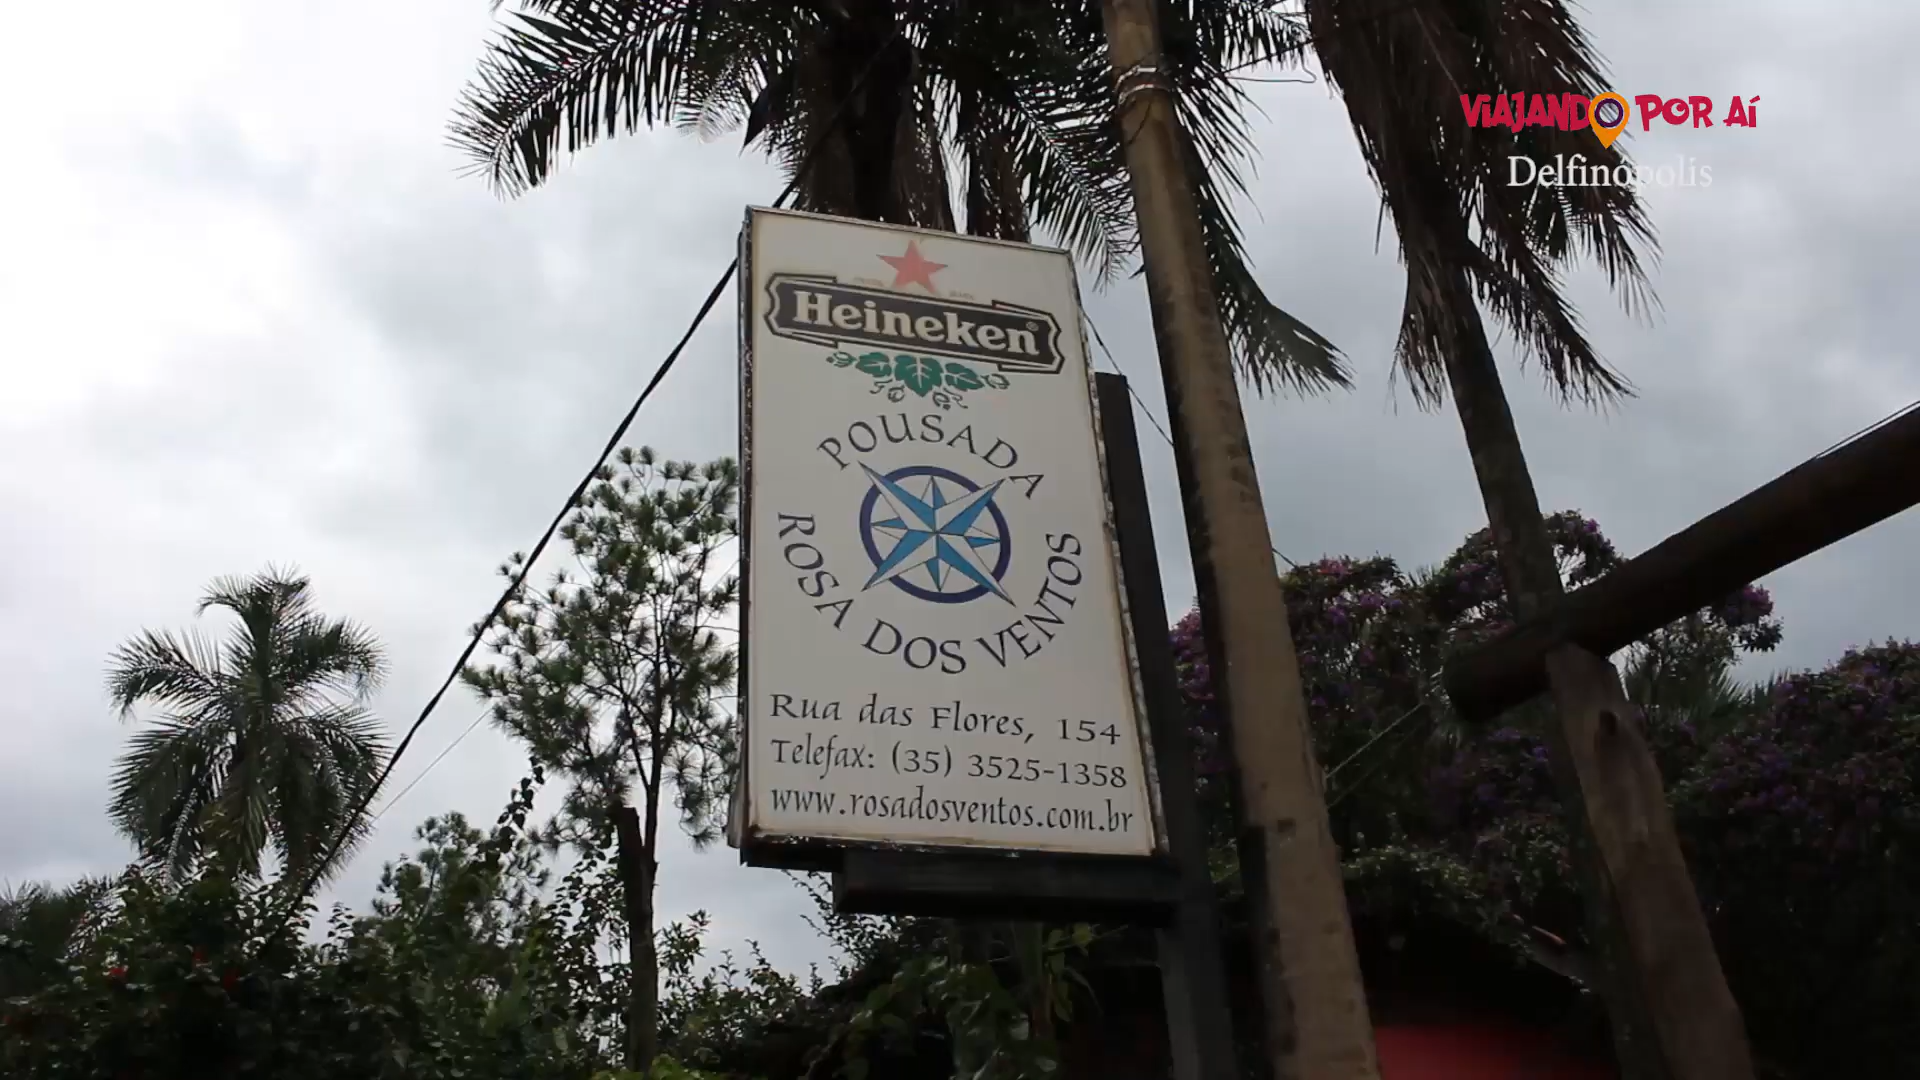 VIAJANDO POR AÍ
Delfinópolis
Heineken®
POUSADA
ROSA DOS VENTOS
Rua das Flores, 154
Telefax: (35) 3525-1358
www.rosadosventos.com.br